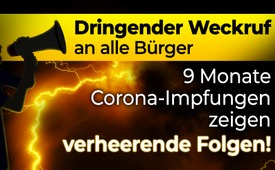 Dringender Weckruf
an alle Bürger
9 Monate
Corona-Impfungen
zeigen
verheerende Folgen!